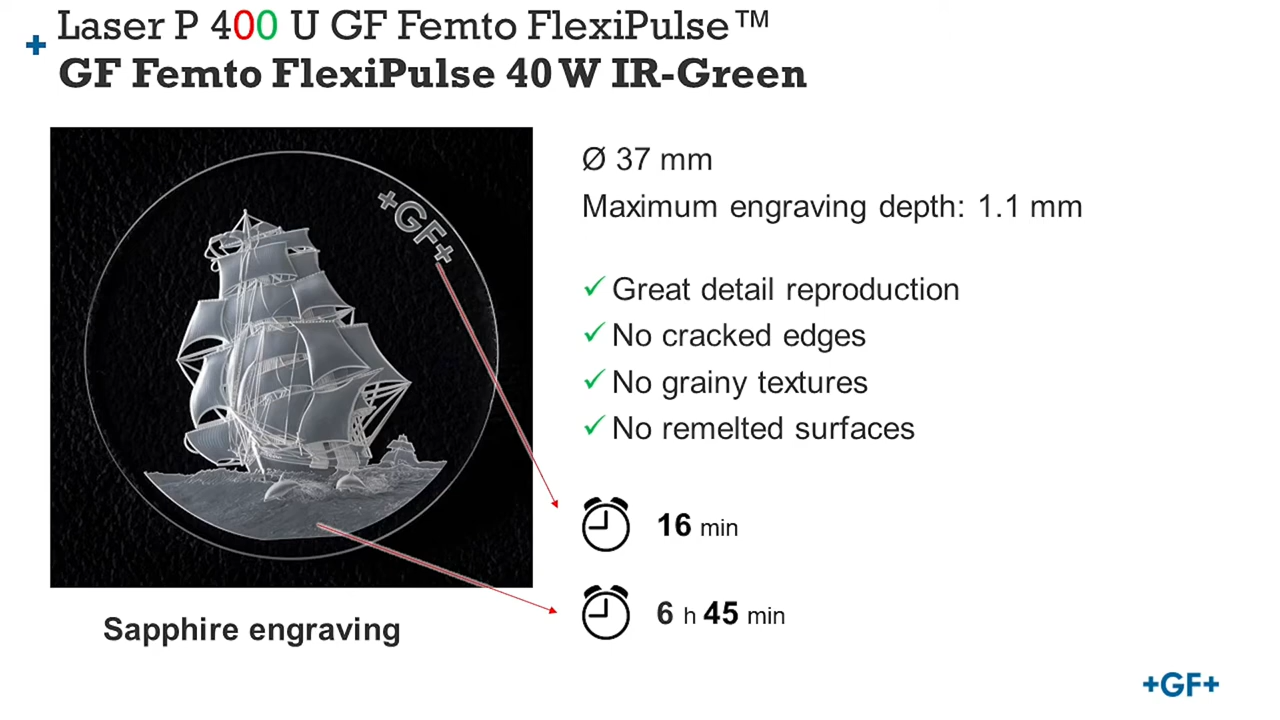 Laser P 400 U GF Femto FlexiPulse™
+ GF Femto FlexiPulse 40 W IR-Green
+GF+
Ø 37 mm
Maximum engraving depth: 1.1 mm
✓ Great detail reproduction
✓ No cracked edges
✓ No grainy textures
✓ No remelted surfaces
16 min
6 h 45 min
Sapphire engraving
+GF+